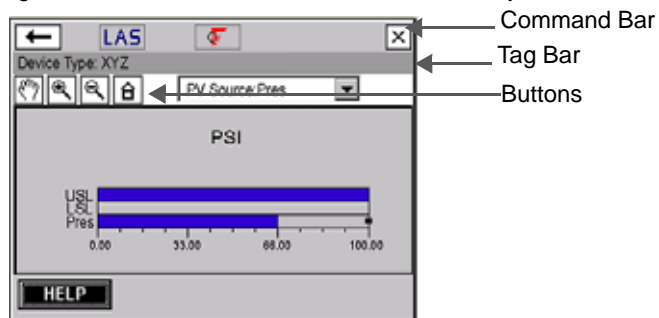 Command Bar
LAS
Device Type: XYZ
Tag Bar
PV Source:Pres
Buttons
PSI
USL
LSL
Pres
0.00 33.00 66.00 100.00
HELP